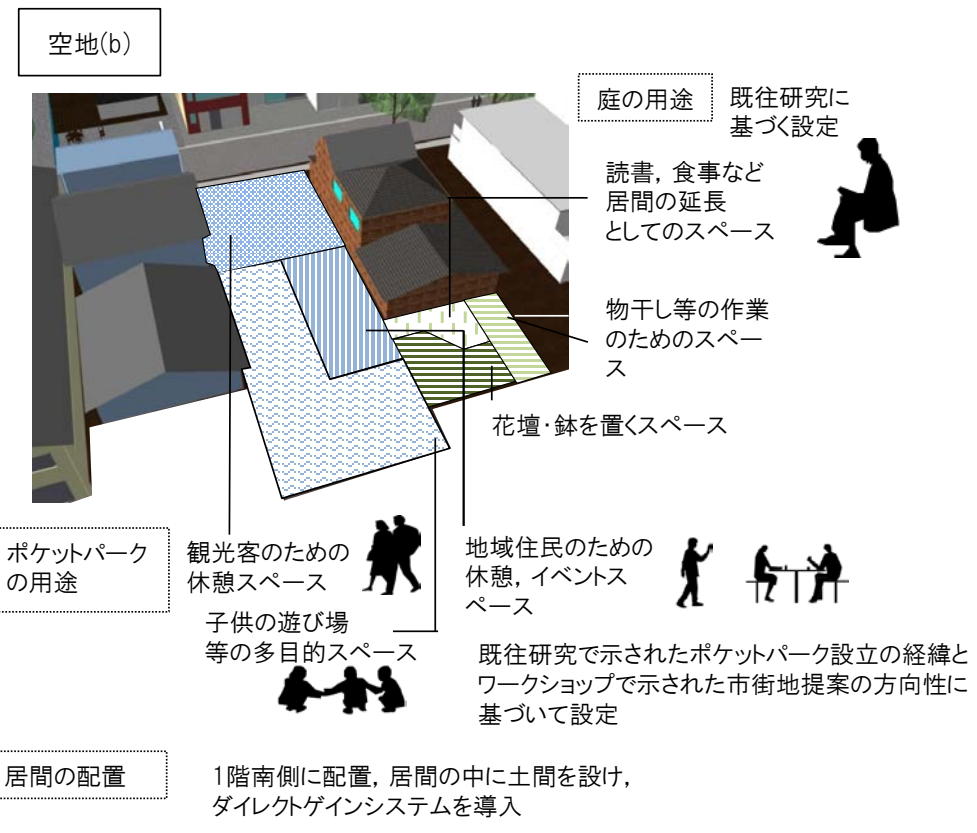 空地(b)
庭の用途
既往研究に
基づく設定
読書, 食事など
居間の延長
としてのスペース
物干し等の作業
のためのスペー
ス
花壇・鉢を置くスペース
ポケットパーク
の用途
観光客のための
休憩スペース
地域住民のための
休憩, イベントス
ペース
子供の遊び場
等の多目的スペース
既往研究で示されたポケットパーク設立の経緯と
ワークショップで示された市街地提案の方向性に
基づいて設定
居間の配置
1階南側に配置, 居間の中に土間を設け,
ダイレクトゲインシステムを導入